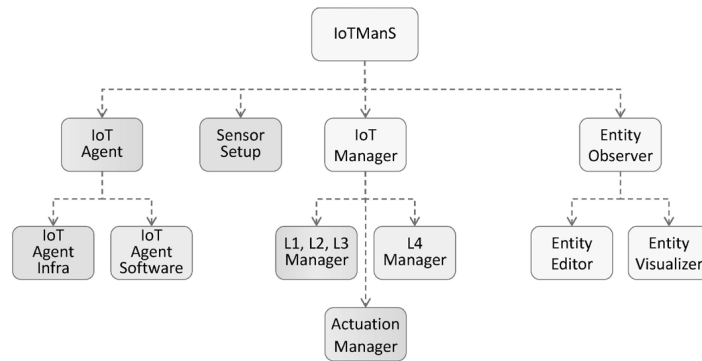 IoTManS
IoT
Agent
Sensor
Setup
IoT
Manager
Entity
Observer
IoT
Agent
Infra
IoT
Agent
Software
L1, L2, L3
Manager
L4
Manager
Entity
Editor
Entity
Visualizer
Actuation
Manager